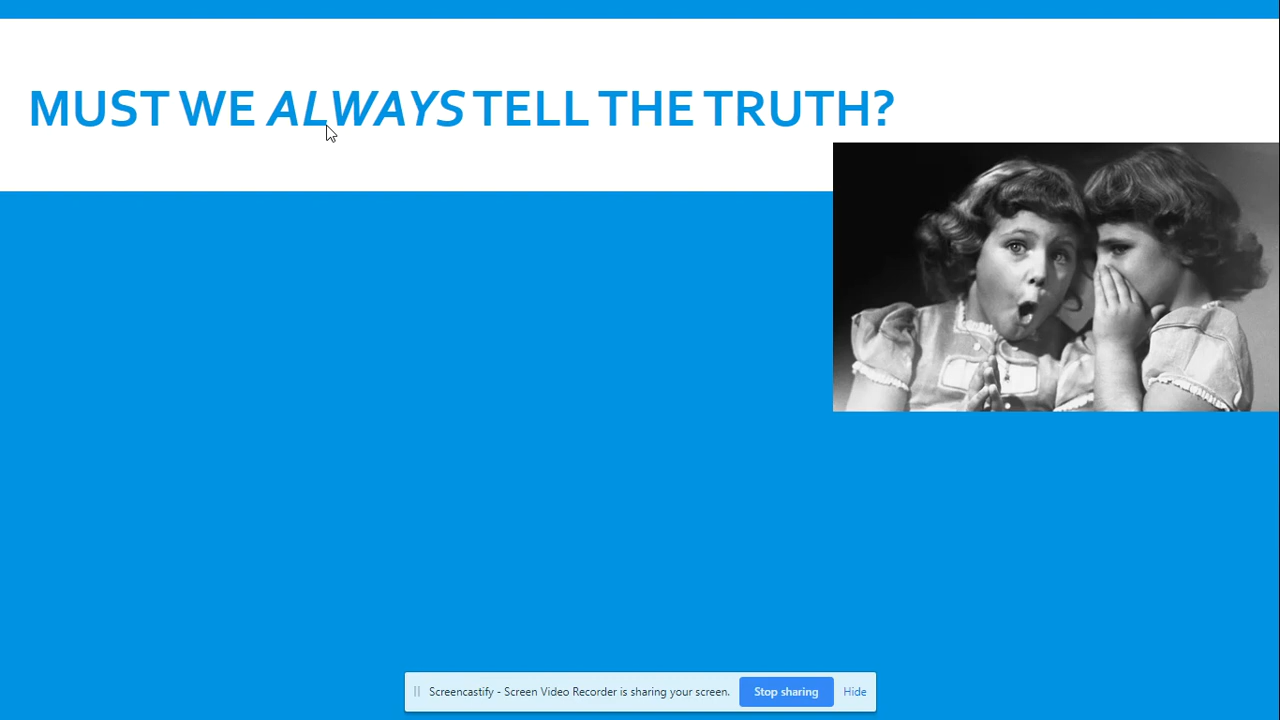 MUST WE ALWAYS TELL THE TRUTH?
Screencastify - Screen Video Recorder is sharing your screen.
Stop sharing
Hide